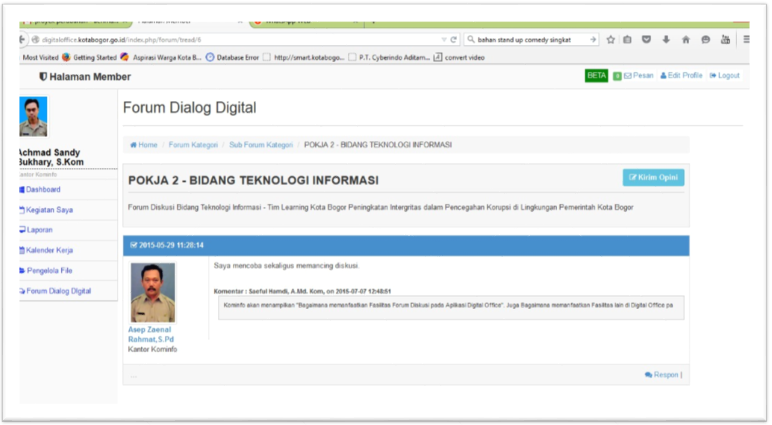 digitaloffice.kotabogor.go.id/index.php/forum/tread/6
bahan stand up comedy singkat
Most Visited Getting Started Aspirasi Warga Kota B... Database Error http://smart.kotabogo... P.T. Cyberindo Aditam... convert video
Halaman Member
BETA Pesan Edit Profile Logout
Achmad Sandy
Bukhary, S.Kom
Kantor Kominfo
Dashboard
Kegiatan Saya
Laporan
Kalender Kerja
Pengelola File
Forum Dialog Digital
Forum Dialog Digital
Home / Forum Kategori / Sub Forum Kategori / POKJA 2 - BIDANG TEKNOLOGI INFORMASI
POKJA 2 - BIDANG TEKNOLOGI INFORMASI
Kirim Opini
Forum Diskusi Bidang Teknologi Informasi - Tim Learning Kota Bogor Peningkatan Intergritas dalam Pencegahan Korupsi di Lingkungan Pemerintah Kota Bogor
2015-05-29 11:28:14
Saya mencoba sekaligus memancing diskusi.
Komentar : Saeful Hamdi, A.Md. Kom, on 2015-07-07 12:48:51
Kominfo akan menampilkan "Bagaimana memanfaatkan Fasilitas Forum Diskusi pada Aplikasi Digital Office". Juga Bagaimana memanfaatkan Fasilitas lain di Digital Office pa
Asep Zaenal
Rahmat, S.Pd
Kantor Kominfo
....
Respon |